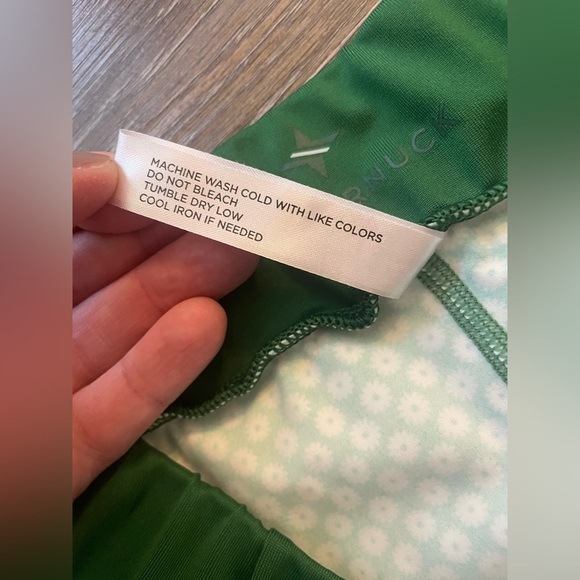 MACHINE WASH COLD WITH LIKE COLORS
DO NOT BLEACH
TUMBLE DRY LOW
COOL IRON IF NEEDED